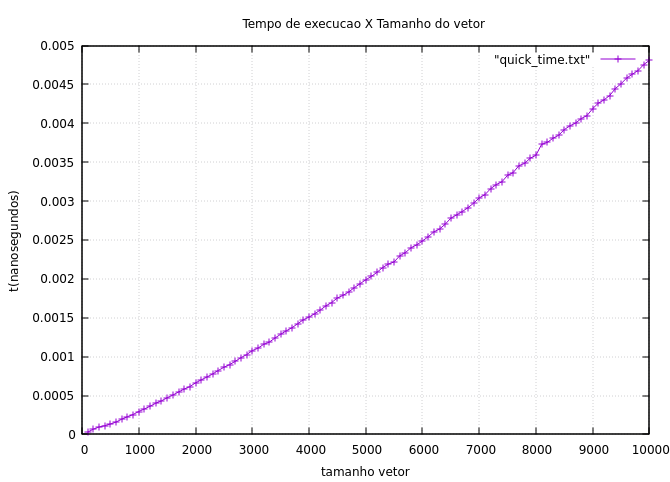 Tempo de execucao X Tamanho do vetor
"quick_time.txt"
t(nanosegundos)
0.005
0.0045
0.004
0.0035
0.003
0.0025
0.002
0.0015
0.001
0.0005
0
0 1000 2000 3000 4000 5000 6000 7000 8000 9000 10000
tamanho vetor